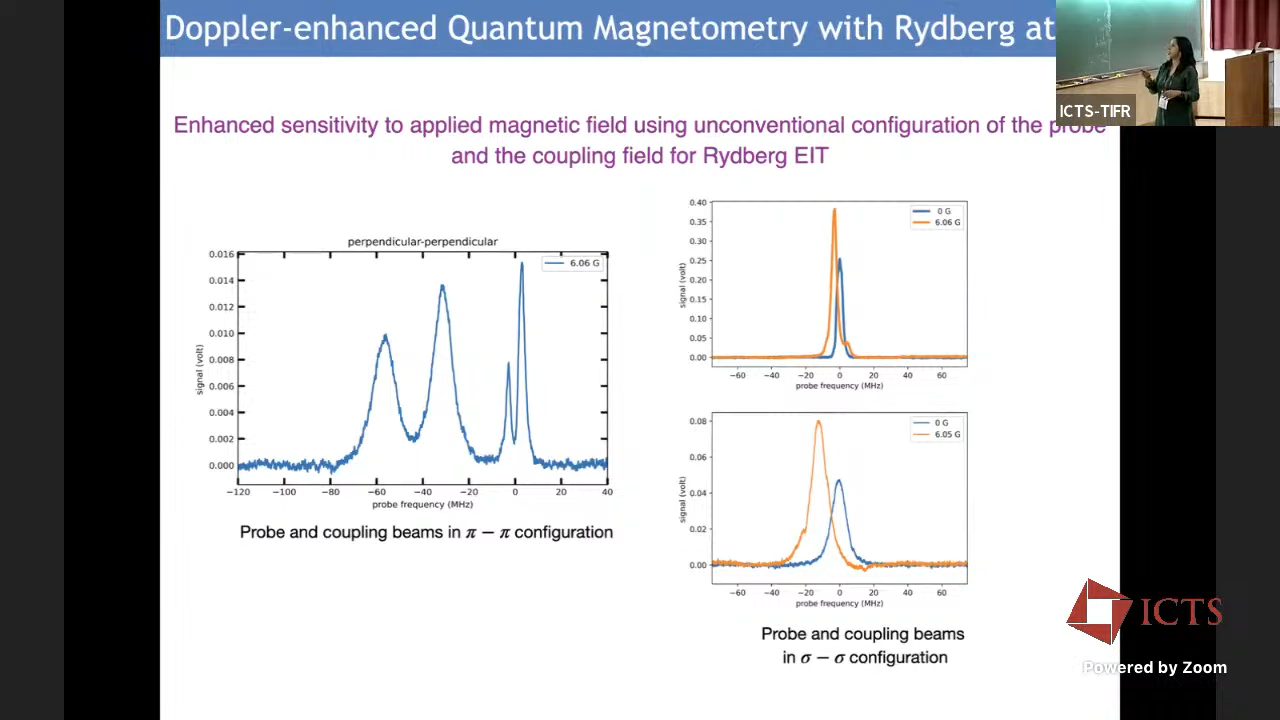 Doppler-enhanced Quantum Magnetometry with Rydberg at
ICTS-TIFR
Enhanced sensitivity to applied magnetic field using unconventional configuration of the probe
and the coupling field for Rydberg EIT
perpendicular-perpendicular
6.06 G
0.016
0.014
0.012
0.010
0.008
0.006
0.004
0.002
0.000
signal (volt)
−120 −100 −80 −60 −40 −20 0 20 40
probe frequency (MHz)
Probe and coupling beams in π − π configuration
0 G
6.06 G
0.40
0.35
0.30
0.25
0.20
0.15
0.10
0.05
0.00
signal (volt)
−60 −40 −20 0 20 40 60
probe frequency (MHz)
0 G
6.05 G
0.08
0.06
0.04
0.02
0.00
signal (volt)
−60 −40 −20 0 20 40 60
probe frequency (MHz)
Probe and coupling beams
in σ − σ configuration
ICTS
Powered by Zoom